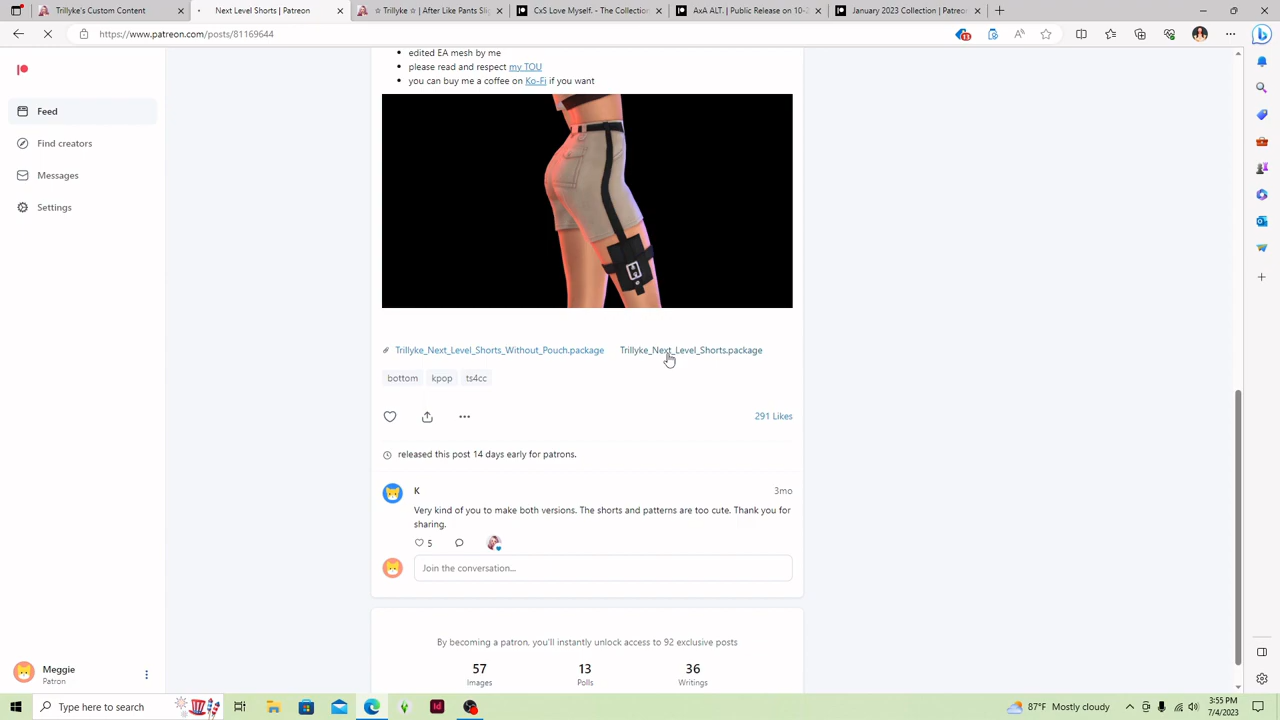 Trillyke's Custom Content
Next Level Shorts | Patreon
☆ Trillyke ☆ | After Like Pants Sli
CxS Love Myself. - The Collection
AxA ALT. | Public Release on 10-
January 2023 Collection | Patreon
https://www.patreon.com/posts/81169644
edited EA mesh by me
please read and respect my TOU
you can buy me a coffee on Ko-Fi if you want
Feed
Find creators
Messages
Settings
Trillyke_Next_Level_Shorts_Without_Pouch.package
Trillyke_Next_Level_Shorts.package
bottom kpop ts4cc
291 Likes
released this post 14 days early for patrons.
K
3mo
Very kind of you to make both versions. The shorts and patterns are too cute. Thank you for
sharing.
5
Join the conversation...
By becoming a patron, you'll instantly unlock access to 92 exclusive posts
57 13 36
Images Polls Writings
Meggie
Patron
Type here to search
87°F Mostly cloudy
3:55 PM
7/4/2023